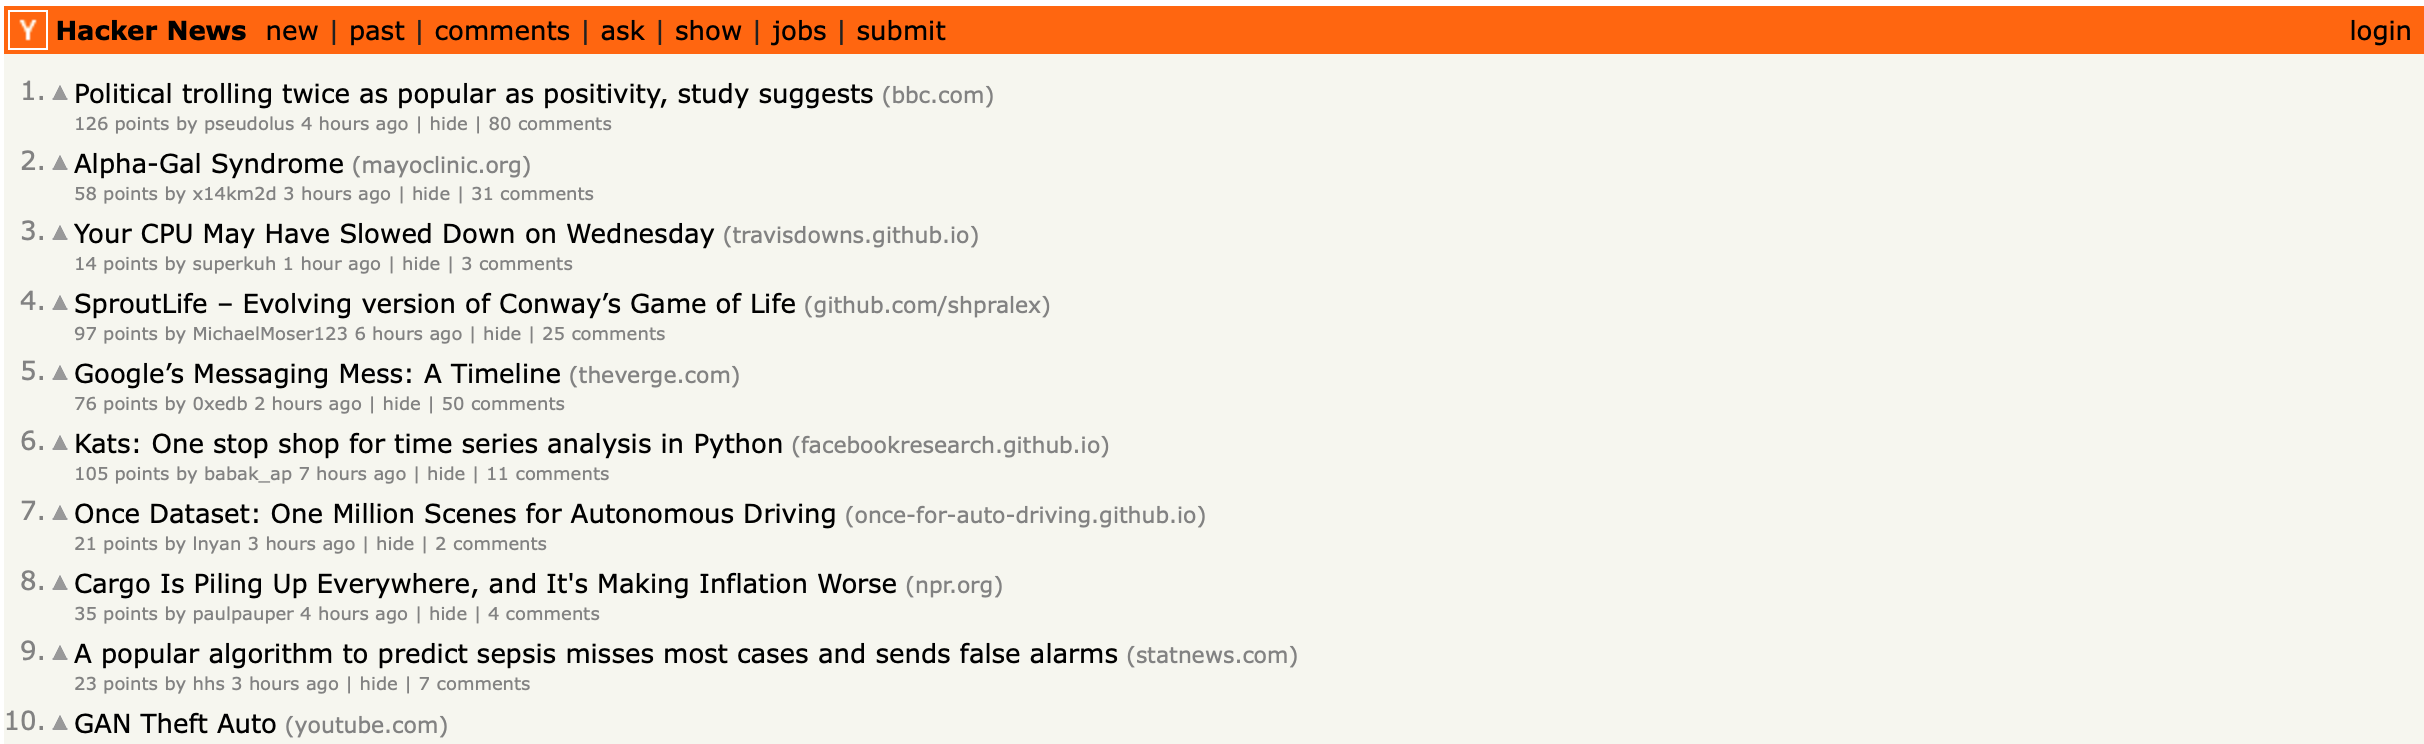 Y Hacker News new | past | comments | ask | show | jobs | submit login
1. ▲ Political trolling twice as popular as positivity, study suggests (bbc.com)
126 points by pseudolus 4 hours ago | hide | 80 comments
2. ▲ Alpha-Gal Syndrome (mayoclinic.org)
58 points by x14km2d 3 hours ago | hide | 31 comments
3. ▲ Your CPU May Have Slowed Down on Wednesday (travisdowns.github.io)
14 points by superkuh 1 hour ago | hide | 3 comments
4. ▲ SproutLife – Evolving version of Conway’s Game of Life (github.com/shpralex)
97 points by MichaelMoser123 6 hours ago | hide | 25 comments
5. ▲ Google’s Messaging Mess: A Timeline (theverge.com)
76 points by 0xedb 2 hours ago | hide | 50 comments
6. ▲ Kats: One stop shop for time series analysis in Python (facebookresearch.github.io)
105 points by babak_ap 7 hours ago | hide | 11 comments
7. ▲ Once Dataset: One Million Scenes for Autonomous Driving (once-for-auto-driving.github.io)
21 points by lnyan 3 hours ago | hide | 2 comments
8. ▲ Cargo Is Piling Up Everywhere, and It's Making Inflation Worse (npr.org)
35 points by paulpauper 4 hours ago | hide | 4 comments
9. ▲ A popular algorithm to predict sepsis misses most cases and sends false alarms (statnews.com)
23 points by hhs 3 hours ago | hide | 7 comments
10. ▲ GAN Theft Auto (youtube.com)